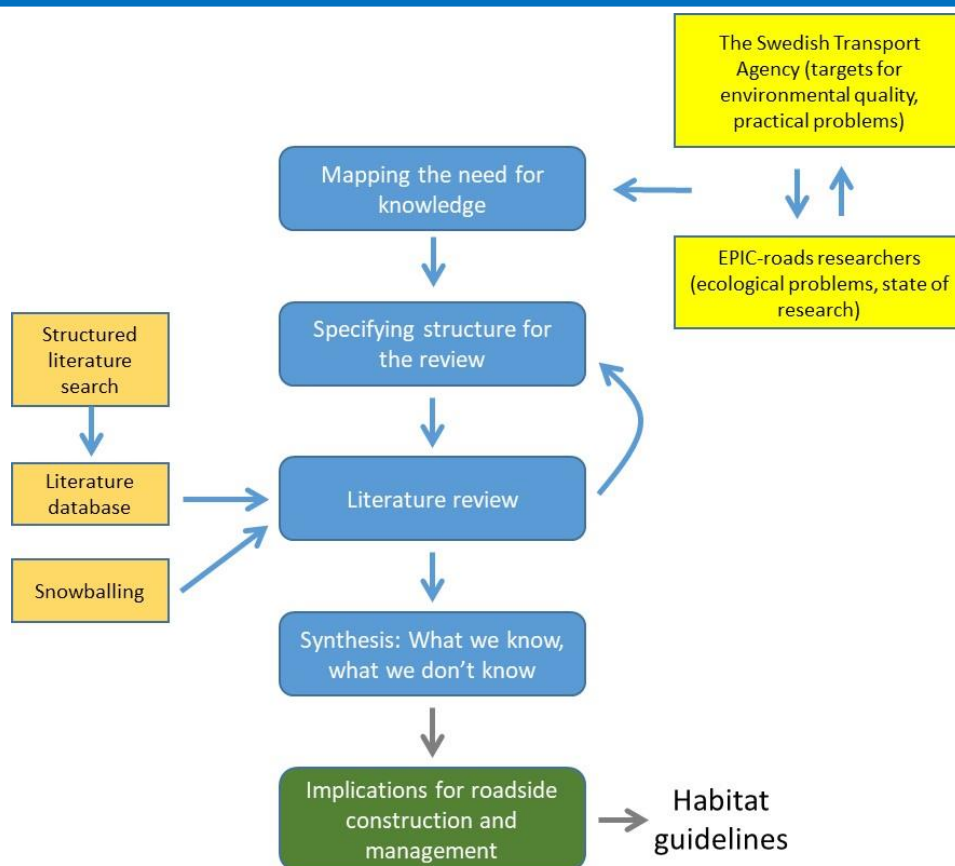 The Swedish Transport
Agency (targets for
environmental quality,
practical problems)
Mapping the need for
knowledge
EPIC-roads researchers
(ecological problems, state of
research)
Specifying structure for
the review
Structured
literature
search
Literature
database
Literature review
Snowballing
Synthesis: What we know,
what we don't know
Implications for roadside
construction and
management
Habitat
guidelines